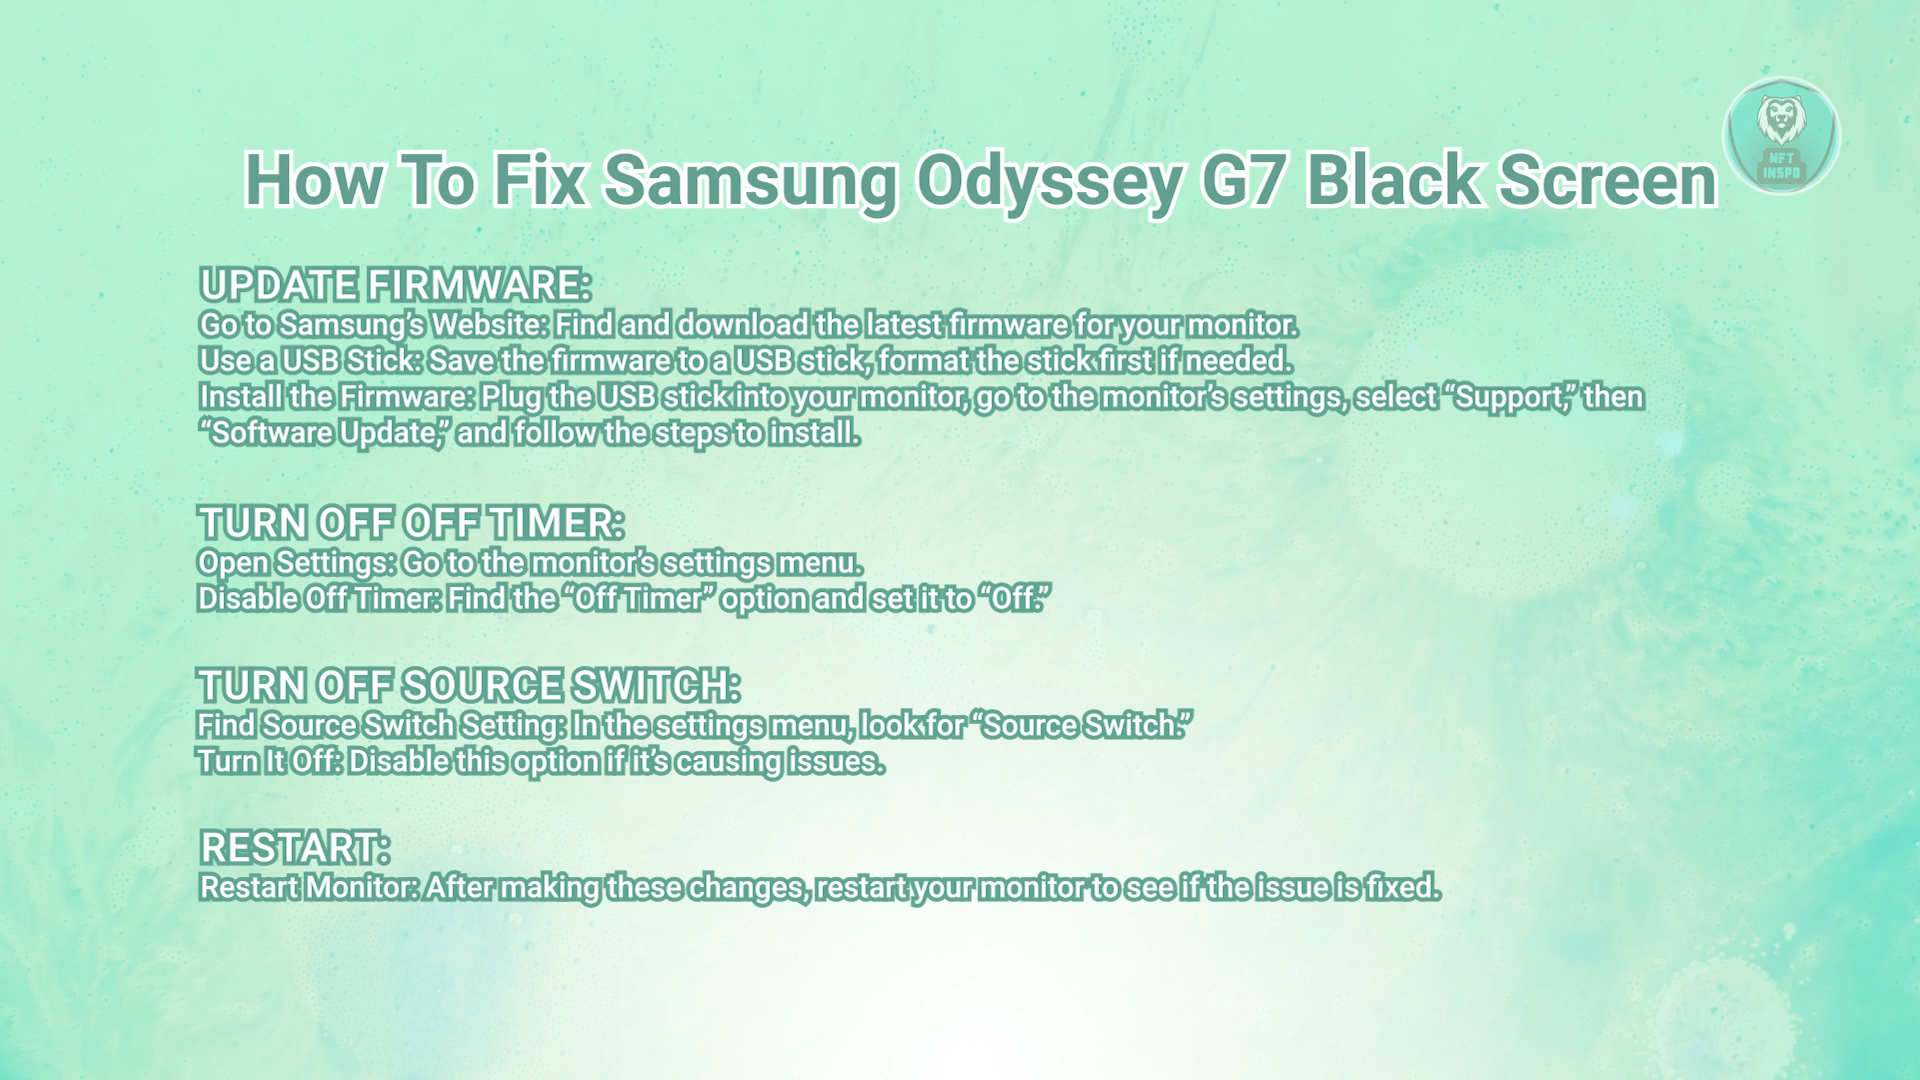 How To Fix Samsung Odyssey G7 Black Screen
NFT
INSPO
UPDATE FIRMWARE:
Go to Samsung’s Website: Find and download the latest firmware for your monitor.
Use a USB Stick: Save the firmware to a USB stick, format the stick first if needed.
Install the Firmware: Plug the USB stick into your monitor, go to the monitor’s settings, select “Support,” then
“Software Update,” and follow the steps to install.
TURN OFF OFF TIMER:
Open Settings: Go to the monitor’s settings menu.
Disable Off Timer: Find the “Off Timer” option and set it to “Off.”
TURN OFF SOURCE SWITCH:
Find Source Switch Setting: In the settings menu, look for “Source Switch.”
Turn It Off: Disable this option if it’s causing issues.
RESTART:
Restart Monitor: After making these changes, restart your monitor to see if the issue is fixed.